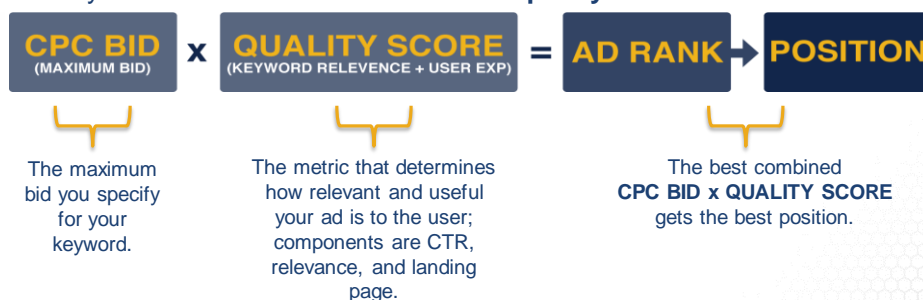 CPC BID x QUALITY SCORE = AD RANK POSITION
(MAXIMUM BID) (KEYWORD RELEVENCE + USER EXP)
The maximum
bid you specify
for your
keyword.
The metric that determines
how relevant and useful
your ad is to the user;
components are CTR,
relevance, and landing
page.
The best combined
CPC BID x QUALITY SCORE
gets the best position.